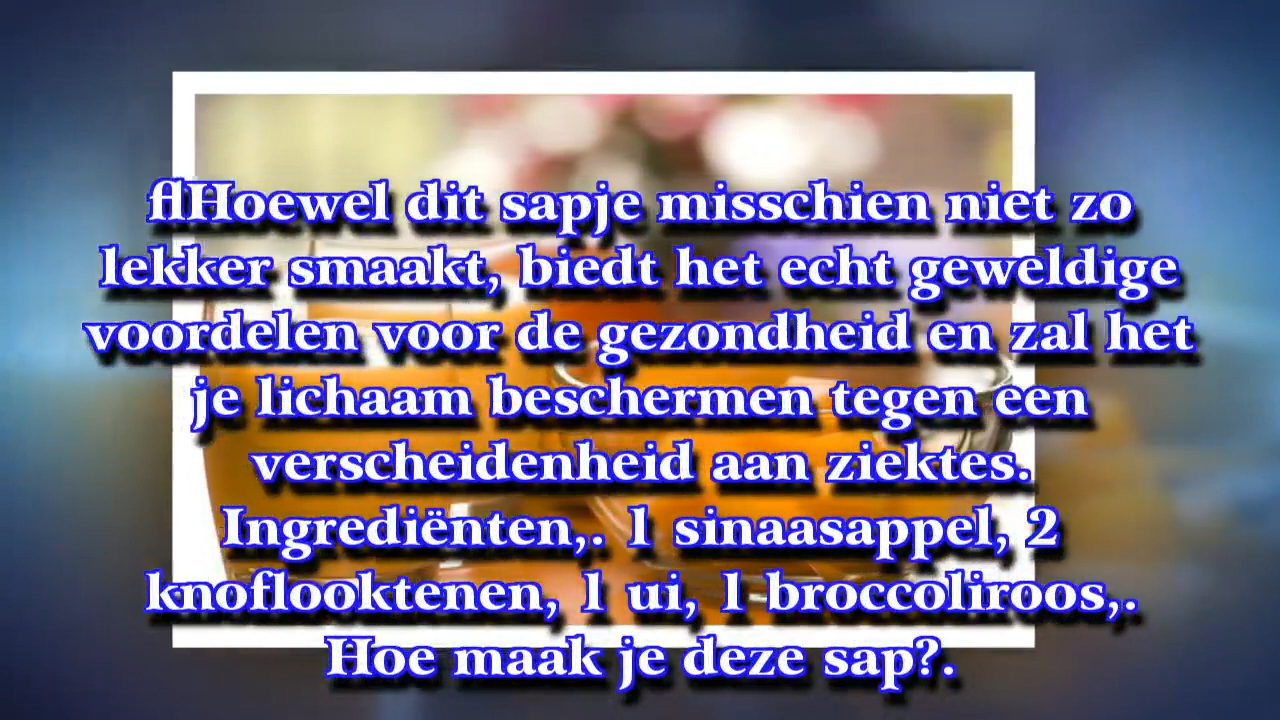 flHoewel dit sapje misschien niet zo
lekker smaakt, biedt het echt geweldige
voordelen voor de gezondheid en zal het
je lichaam beschermen tegen een
verscheidenheid aan ziektes.
Ingrediënten,. 1 sinaasappel, 2
knoflooktenen, 1 ui, 1 broccoliroos,.
Hoe maak je deze sap?.